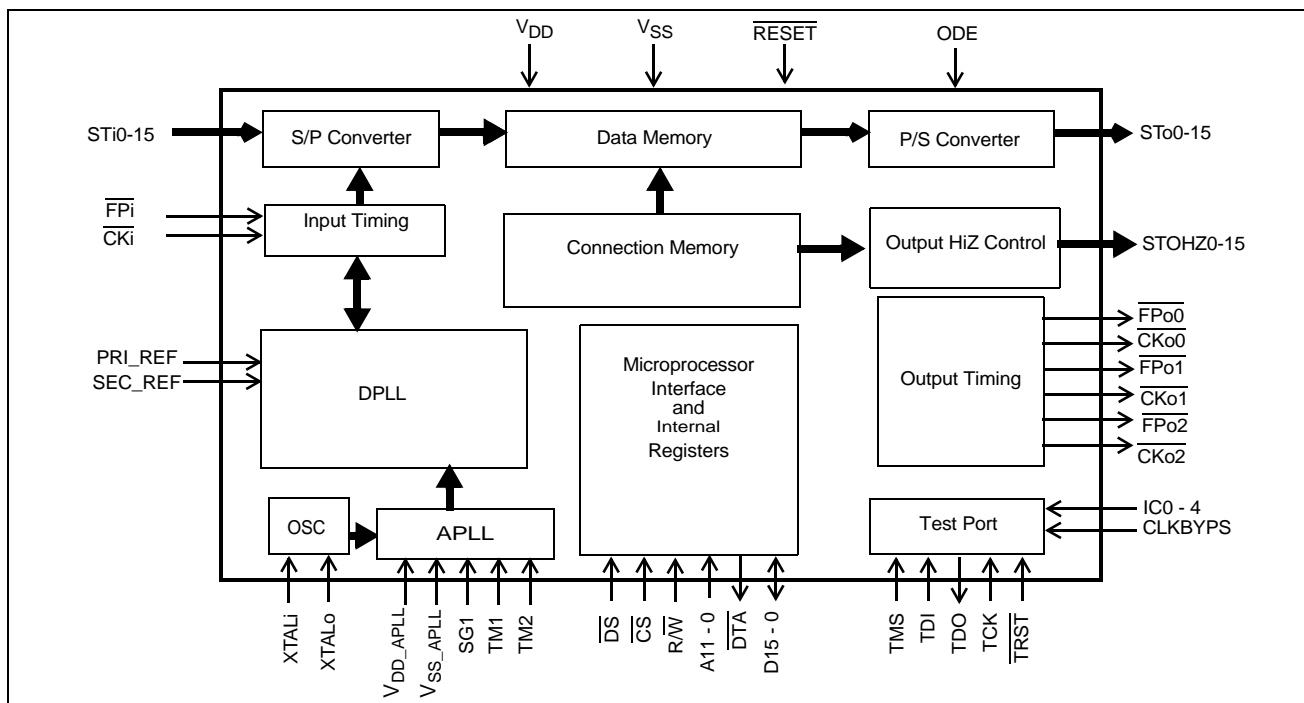 VDD
VSS
RESET
ODE
STi0-15
S/P Converter
Data Memory
P/S Converter
STo0-15
FPi
CKi
Input Timing
Connection Memory
Output HiZ Control
STOHZ0-15
PRI_REF
SEC_REF
DPLL
Microprocessor
Interface
and
Internal
Registers
Output Timing
FPo0
CKo0
FPo1
CKo1
FPo2
CKo2
OSC
APLL
Test Port
IC0 - 4
CLKBYPS
XTALi
XTALo
VDD_APLL
VSS_APLL
SG1
TM1
TM2
DS
CS
R/W
A11 - 0
DTA
D15 - 0
TMS
TDI
TDO
TCK
TRST